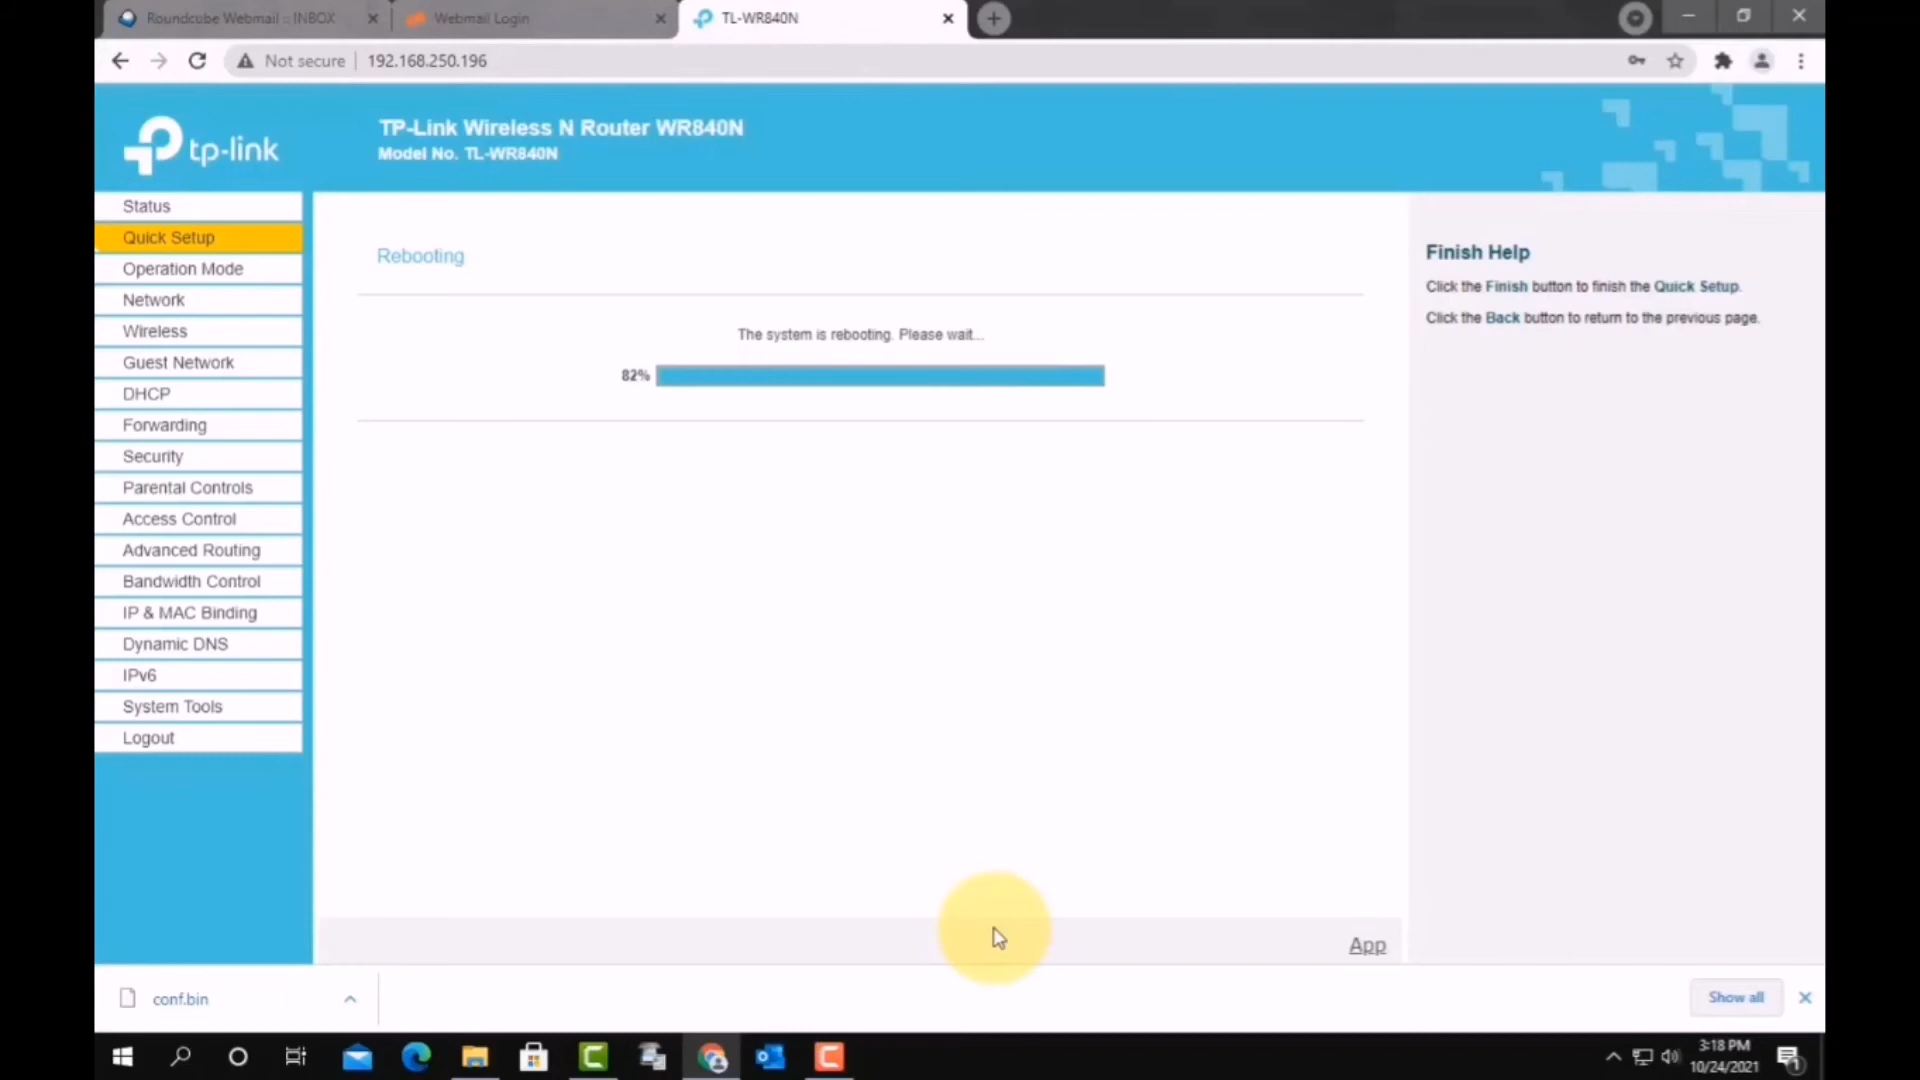 Roundcube Webmail :: INBOX
Webmail Login
TL-WR840N
Not secure
192.168.250.196
tp-link
TP-Link Wireless N Router WR840N
Model No. TL-WR840N
Status
Quick Setup
Operation Mode
Network
Wireless
Guest Network
DHCP
Forwarding
Security
Parental Controls
Access Control
Advanced Routing
Bandwidth Control
IP & MAC Binding
Dynamic DNS
IPv6
System Tools
Logout
Rebooting
The system is rebooting. Please wait...
82%
Finish Help
Click the Finish button to finish the Quick Setup.
Click the Back button to return to the previous page.
App
conf.bin
Show all
3:18 PM
10/24/2021
1